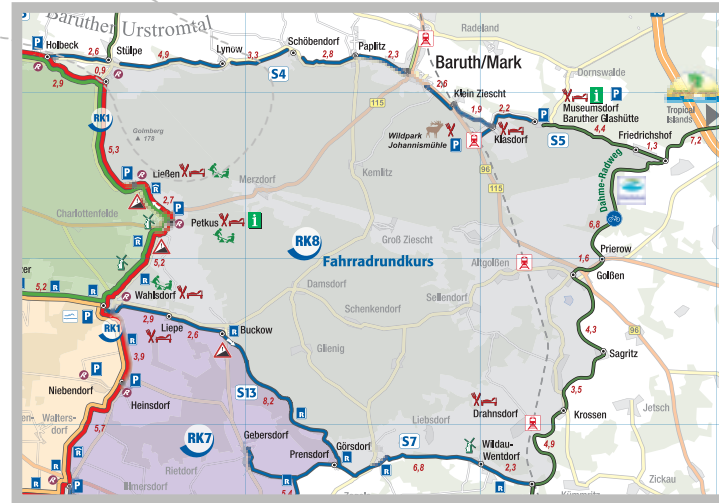 Baruther Urstromtal
Radeland
P
Holbeck
2,6
Stülpe
4,9
Lynow
3,3
Schöbendorf
2,8
Paplitz
2,3
S4
Baruth/Mark
Dornswalde
2,9
0,9
115
2,6
Klein Ziescht
1,9
2,2
P
i
P
Museumsdorf
Baruther Glashütte
Tropical
Islands
RK1
Golmberg
▲ 178
Wildpark
Johannismühle
P
Klasdorf
S5
4,4
Friedrichshof
1,3
7,2
5,3
96
115
Ließen
Merzdorf
Kemlitz
Dahme-Radweg
2,7
P
Charlottenfelde
Petkus
i
R
6,8
RK8
Groß Ziescht
Fahrradrundkurs
Altgolßen
Prierow
1,6
Golßen
5,2
5,2
R
Wahlsdorf
Damsdorf
Sellendorf
Schenkendorf
P
RK1
2,9
Liepe
2,6
R
Buckow
Glienig
96
4,3
Sagritz
R
3,9
P
Niebendorf
Heinsdorf
S13
8,2
R
3,5
Drahnsdorf
Jetsch
Krossen
Walters-
dorf
5,7
P
RK7
Gebersdorf
Liebsdorf
Görsdorf
S7
Wildau-
Wentdorf
4,9
Prensdorf
R
6,8
2,3
Rietdorf
Illmersdorf
5,4
R
Zickau